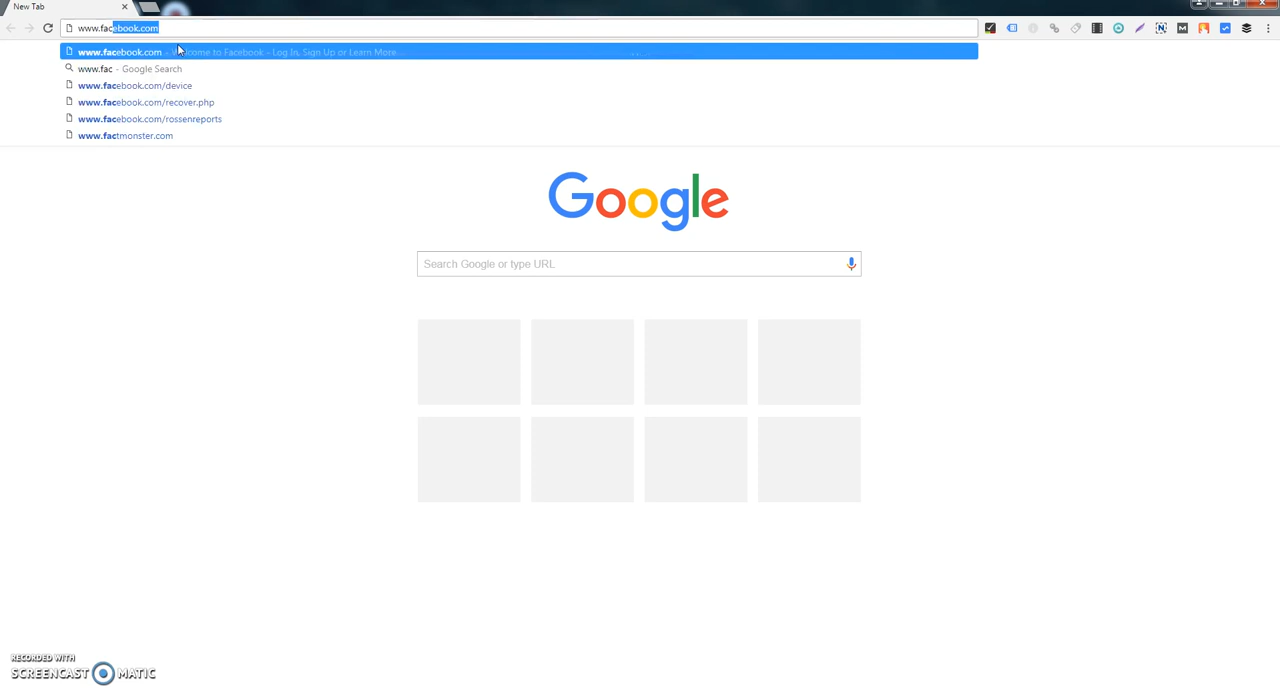 New Tab
www.facebook.com
www.facebook.com - Welcome to Facebook - Log In, Sign Up or Learn More
www.fac - Google Search
www.facebook.com/device
www.facebook.com/recover.php
www.facebook.com/rossenreports
www.factmonster.com
Google
Search Google or type URL
RECORDED WITH
SCREENCAST MATIC